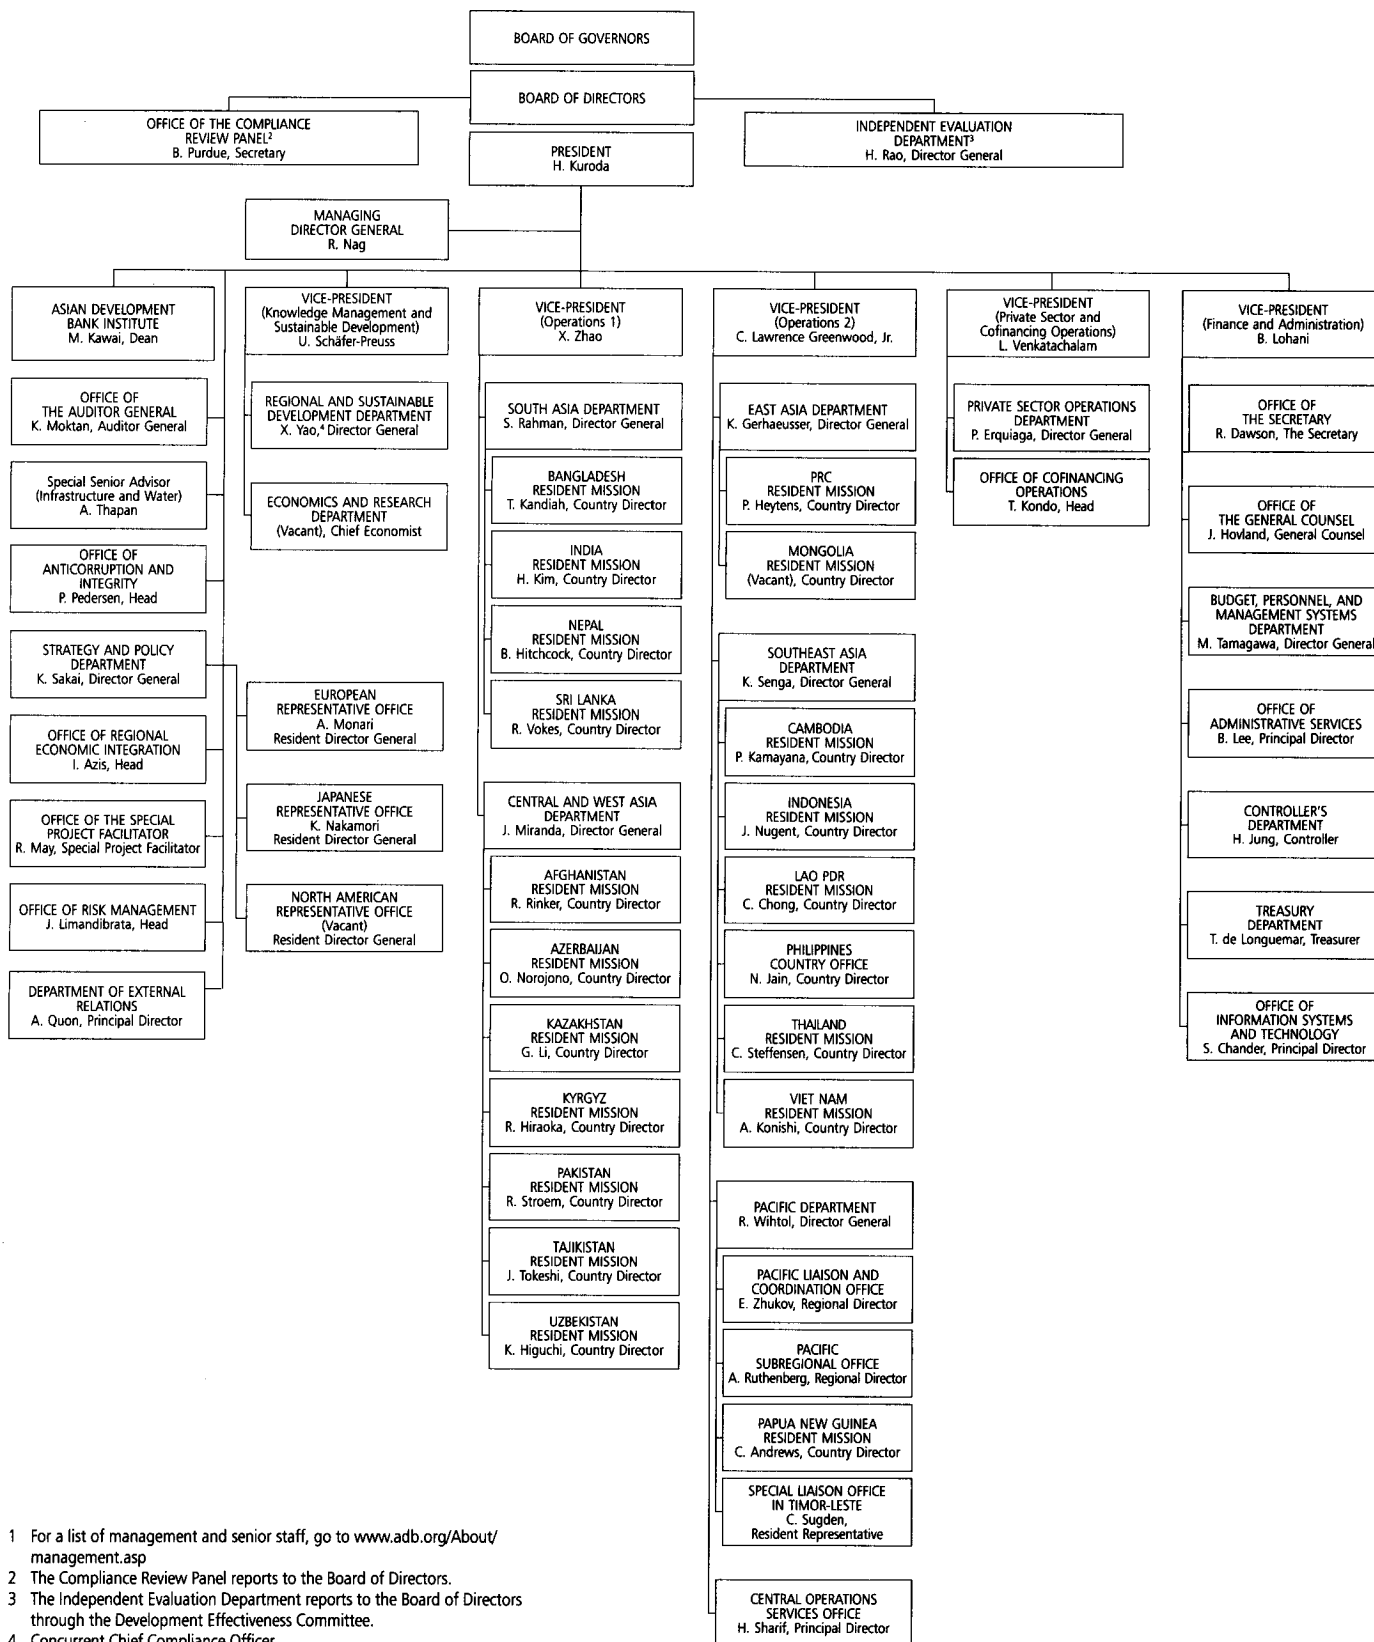 BOARD OF GOVERNORS
BOARD OF DIRECTORS
OFFICE OF THE COMPLIANCE
REVIEW PANEL2
B. Purdue, Secretary
INDEPENDENT EVALUATION
DEPARTMENT3
H. Rao, Director General
PRESIDENT
H. Kuroda
MANAGING
DIRECTOR GENERAL
R. Nag
ASIAN DEVELOPMENT
BANK INSTITUTE
M. Kawai, Dean
OFFICE OF
THE AUDITOR GENERAL
K. Moktan, Auditor General
Special Senior Advisor
(Infrastructure and Water)
A. Thapan
OFFICE OF
ANTICORRUPTION AND
INTEGRITY
P. Pedersen, Head
STRATEGY AND POLICY
DEPARTMENT
K. Sakai, Director General
OFFICE OF REGIONAL
ECONOMIC INTEGRATION
I. Azis, Head
OFFICE OF THE SPECIAL
PROJECT FACILITATOR
R. May, Special Project Facilitator
OFFICE OF RISK MANAGEMENT
J. Limandibrata, Head
DEPARTMENT OF EXTERNAL
RELATIONS
A. Quon, Principal Director
VICE-PRESIDENT
(Knowledge Management and
Sustainable Development)
U. Schäfer-Preuss
REGIONAL AND SUSTAINABLE
DEVELOPMENT DEPARTMENT
X. Yao,4 Director General
ECONOMICS AND RESEARCH
DEPARTMENT
(Vacant), Chief Economist
EUROPEAN
REPRESENTATIVE OFFICE
A. Monari
Resident Director General
JAPANESE
REPRESENTATIVE OFFICE
K. Nakamori
Resident Director General
NORTH AMERICAN
REPRESENTATIVE OFFICE
(Vacant)
Resident Director General
VICE-PRESIDENT
(Operations 1)
X. Zhao
SOUTH ASIA DEPARTMENT
S. Rahman, Director General
BANGLADESH
RESIDENT MISSION
T. Kandiah, Country Director
INDIA
RESIDENT MISSION
H. Kim, Country Director
NEPAL
RESIDENT MISSION
B. Hitchcock, Country Director
SRI LANKA
RESIDENT MISSION
R. Vokes, Country Director
CENTRAL AND WEST ASIA
DEPARTMENT
J. Miranda, Director General
AFGHANISTAN
RESIDENT MISSION
R. Rinker, Country Director
AZERBAIJAN
RESIDENT MISSION
O. Norojono, Country Director
KAZAKHSTAN
RESIDENT MISSION
G. Li, Country Director
KYRGYZ
RESIDENT MISSION
R. Hiraoka, Country Director
PAKISTAN
RESIDENT MISSION
R. Stroem, Country Director
TAJIKISTAN
RESIDENT MISSION
J. Tokeshi, Country Director
UZBEKISTAN
RESIDENT MISSION
K. Higuchi, Country Director
VICE-PRESIDENT
(Operations 2)
C. Lawrence Greenwood, Jr.
EAST ASIA DEPARTMENT
K. Gerhaeusser, Director General
PRC
RESIDENT MISSION
P. Heytens, Country Director
MONGOLIA
RESIDENT MISSION
(Vacant), Country Director
SOUTHEAST ASIA
DEPARTMENT
K. Senga, Director General
CAMBODIA
RESIDENT MISSION
P. Kamayana, Country Director
INDONESIA
RESIDENT MISSION
J. Nugent, Country Director
LAO PDR
RESIDENT MISSION
C. Chong, Country Director
PHILIPPINES
COUNTRY OFFICE
N. Jain, Country Director
THAILAND
RESIDENT MISSION
C. Steffensen, Country Director
VIET NAM
RESIDENT MISSION
A. Konishi, Country Director
PACIFIC DEPARTMENT
R. Wihtol, Director General
PACIFIC LIAISON AND
COORDINATION OFFICE
E. Zhukov, Regional Director
PACIFIC
SUBREGIONAL OFFICE
A. Ruthenberg, Regional Director
PAPUA NEW GUINEA
RESIDENT MISSION
C. Andrews, Country Director
SPECIAL LIAISON OFFICE
IN TIMOR-LESTE
C. Sugden,
Resident Representative
CENTRAL OPERATIONS
SERVICES OFFICE
H. Sharif, Principal Director
VICE-PRESIDENT
(Private Sector and
Cofinancing Operations)
L. Venkatachalam
PRIVATE SECTOR OPERATIONS
DEPARTMENT
P. Erquiaga, Director General
OFFICE OF COFINANCING
OPERATIONS
T. Kondo, Head
VICE-PRESIDENT
(Finance and Administration)
B. Lohani
OFFICE OF
THE SECRETARY
R. Dawson, The Secretary
OFFICE OF
THE GENERAL COUNSEL
J. Hovland, General Counsel
BUDGET, PERSONNEL, AND
MANAGEMENT SYSTEMS
DEPARTMENT
M. Tamagawa, Director General
OFFICE OF
ADMINISTRATIVE SERVICES
B. Lee, Principal Director
CONTROLLER'S
DEPARTMENT
H. Jung, Controller
TREASURY
DEPARTMENT
T. de Longuemar, Treasurer
OFFICE OF
INFORMATION SYSTEMS
AND TECHNOLOGY
S. Chander, Principal Director
1 For a list of management and senior staff, go to www.adb.org/About/
management.asp
2 The Compliance Review Panel reports to the Board of Directors.
3 The Independent Evaluation Department reports to the Board of Directors
through the Development Effectiveness Committee.
4 Concurrent Chief Compliance Officer